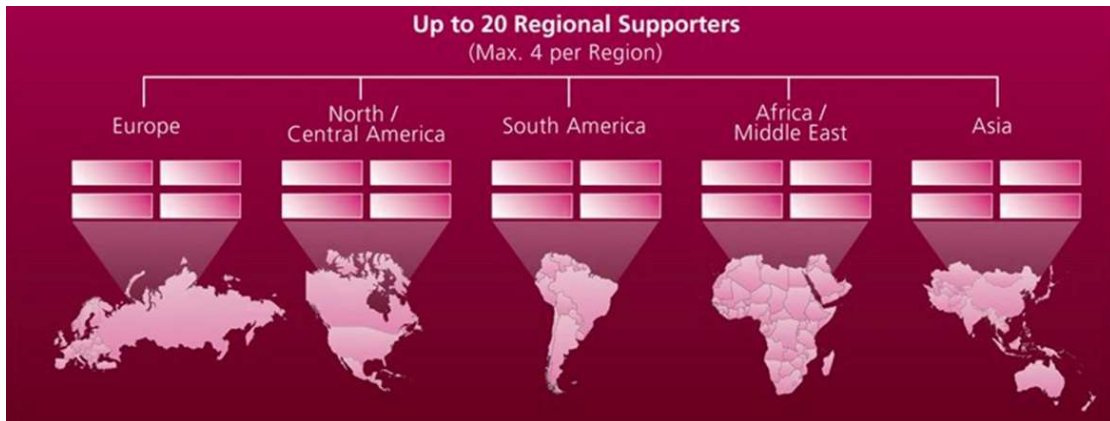 Up to 20 Regional Supporters
(Max. 4 per Region)
Europe
North /
Central America
South America
Africa /
Middle East
Asia